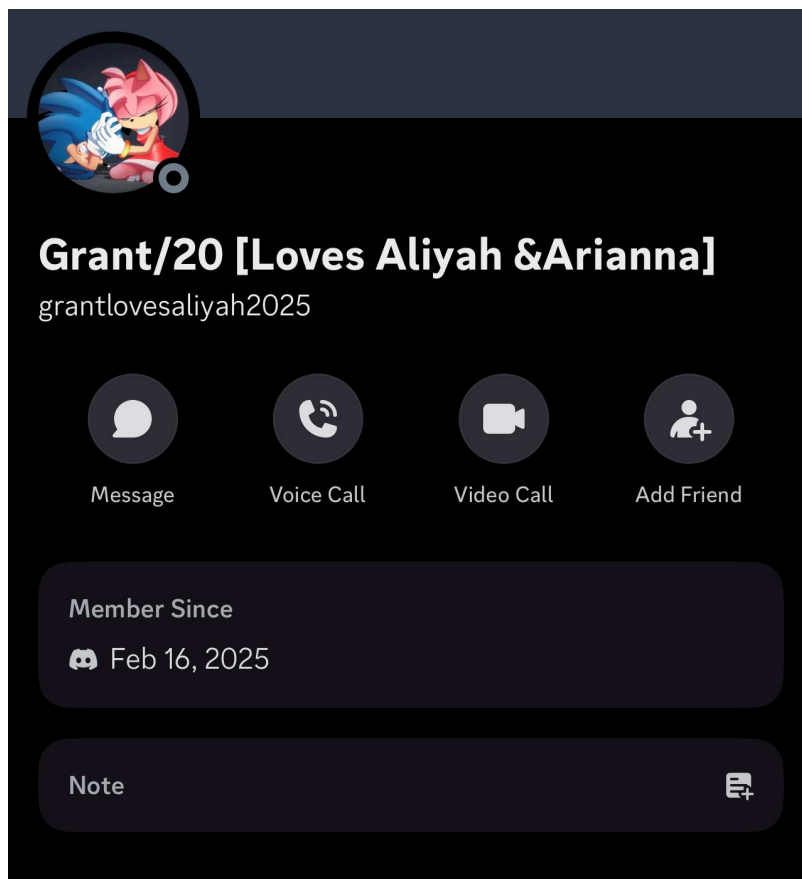 Grant/20 [Loves Aliyah &Arianna]
grantlovesaliyah2025
Message Voice Call Video Call Add Friend
Member Since
Feb 16, 2025
Note